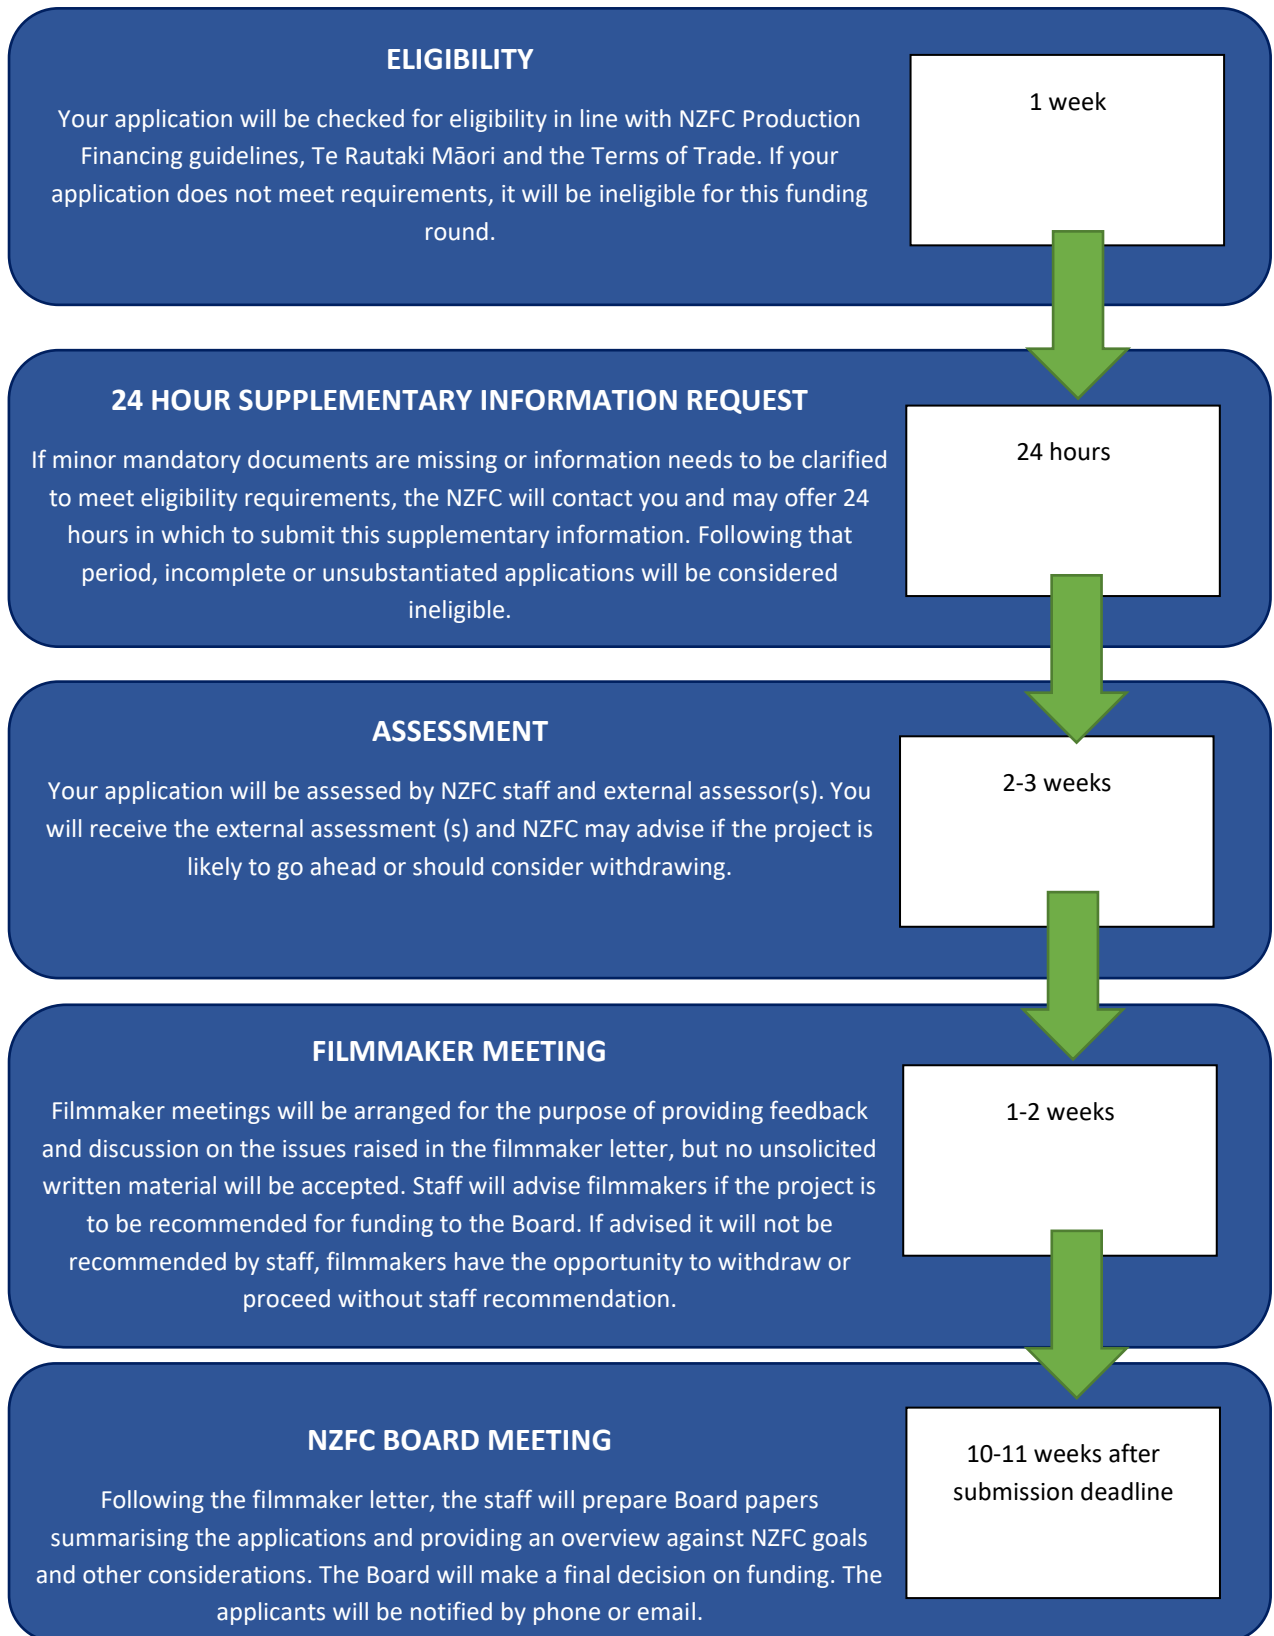 ELIGIBILITY
Your application will be checked for eligibility in line with NZFC Production
Financing guidelines, Te Rautaki Māori and the Terms of Trade. If your
application does not meet requirements, it will be ineligible for this funding
round.
1 week
24 HOUR SUPPLEMENTARY INFORMATION REQUEST
If minor mandatory documents are missing or information needs to be clarified
to meet eligibility requirements, the NZFC will contact you and may offer 24
hours in which to submit this supplementary information. Following that
period, incomplete or unsubstantiated applications will be considered
ineligible.
24 hours
ASSESSMENT
Your application will be assessed by NZFC staff and external assessor(s). You
will receive the external assessment (s) and NZFC may advise if the project is
likely to go ahead or should consider withdrawing.
2-3 weeks
FILMMAKER MEETING
Filmmaker meetings will be arranged for the purpose of providing feedback
and discussion on the issues raised in the filmmaker letter, but no unsolicited
written material will be accepted. Staff will advise filmmakers if the project is
to be recommended for funding to the Board. If advised it will not be
recommended by staff, filmmakers have the opportunity to withdraw or
proceed without staff recommendation.
1-2 weeks
NZFC BOARD MEETING
Following the filmmaker letter, the staff will prepare Board papers
summarising the applications and providing an overview against NZFC goals
and other considerations. The Board will make a final decision on funding. The
applicants will be notified by phone or email.
10-11 weeks after
submission deadline